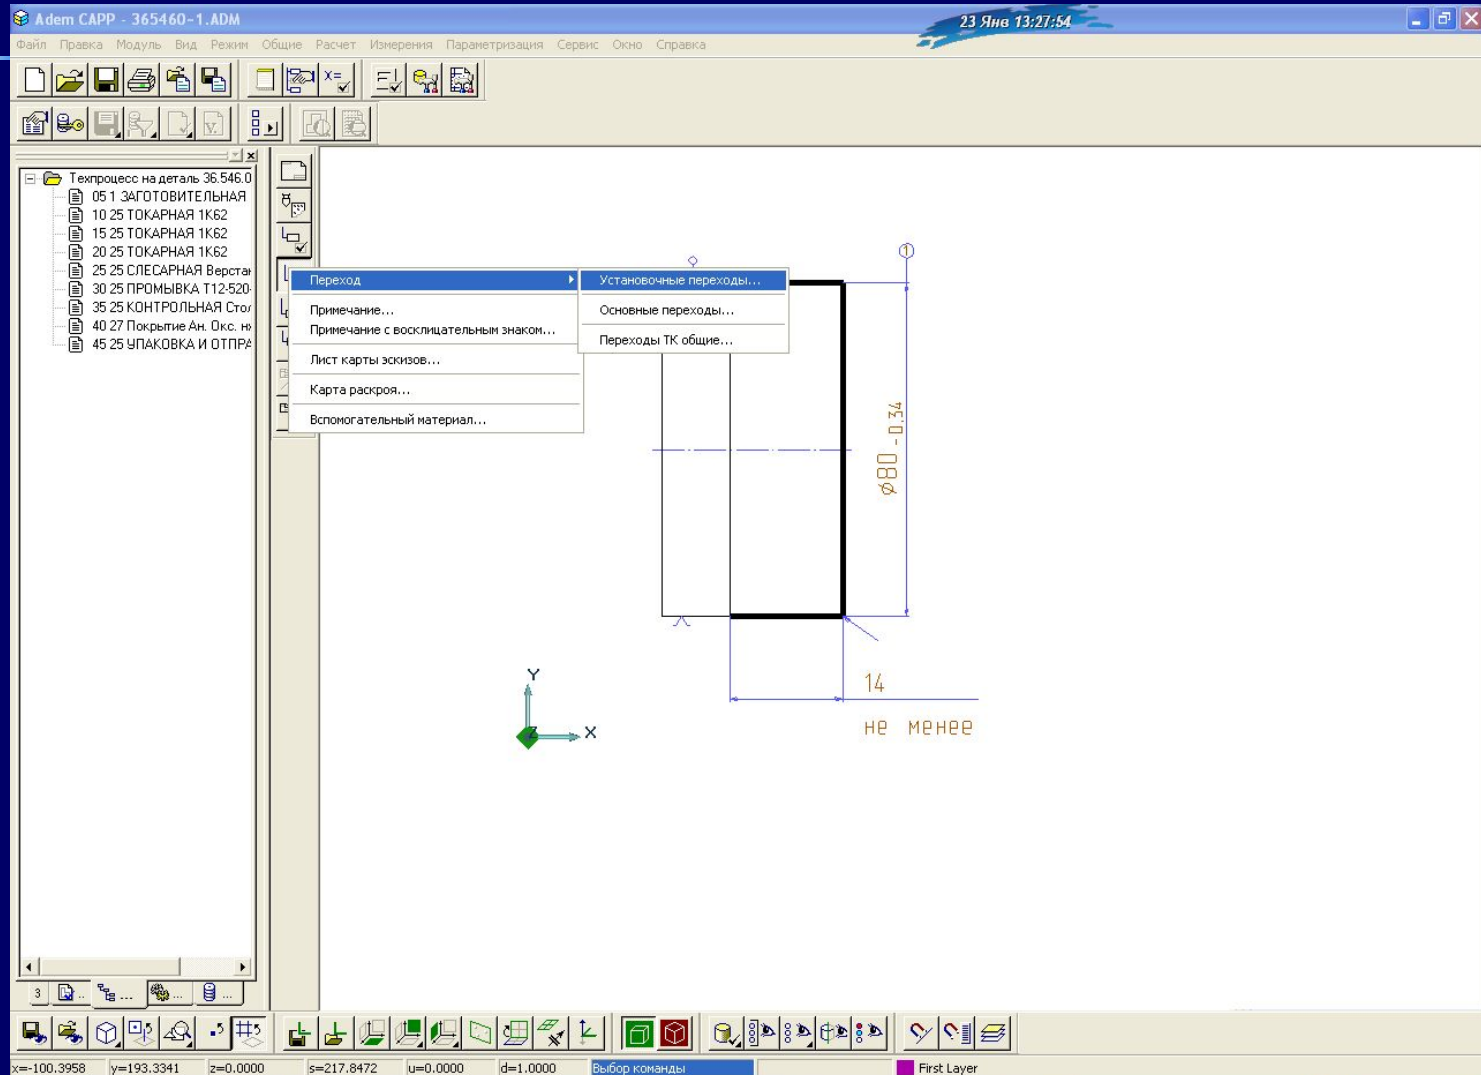 Adem CAPP - 365460-1.ADM
23 Янв 13:27:54
Файл Правка Модуль Вид Режим Общие Расчет Измерения Параметризация Сервис Окно Справка
Техпроцесс на деталь 36.546.0
05 1 ЗАГОТОВИТЕЛЬНАЯ
10 25 ТОКАРНАЯ 1К62
15 25 ТОКАРНАЯ 1К62
20 25 ТОКАРНАЯ 1К62
25 25 СЛЕСАРНАЯ Верстак
30 25 ПРОМЫВКА Т12-520-
35 25 КОНТРОЛЬНАЯ Стол
40 27 Покрытие Ан. Окс. нх
45 25 УПАКОВКА И ОТПРА
Переход
Примечание...
Примечание с восклицательным знаком...
Лист карты эскизов...
Карта раскроя...
Вспомогательный материал...
Установочные переходы...
Основные переходы...
Переходы ТК общие...
1
⌀80 -0.34
14
не менее
Y
Z
X
3
x=-100.3958 y=193.3341 z=0.0000 s=217.8472 u=0.0000 d=1.0000 Выбор команды First Layer